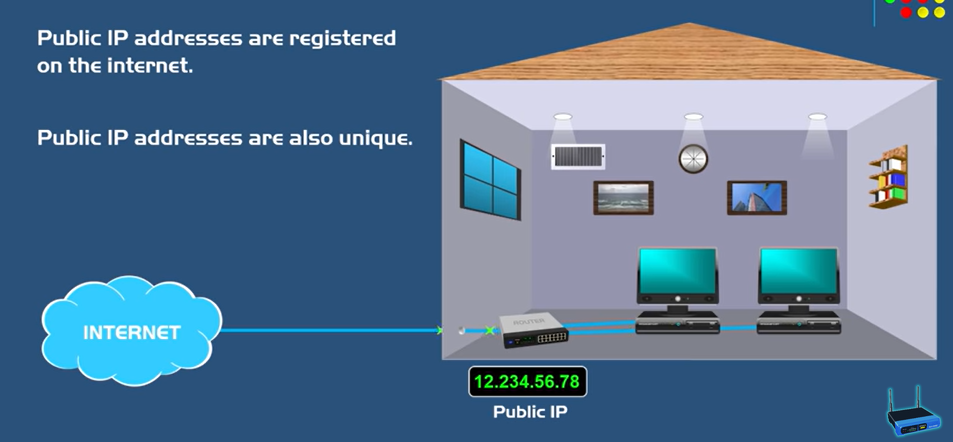 Public IP addresses are registered
on the internet.
Public IP addresses are also unique.
INTERNET
ROUTER
12.234.56.78
Public IP